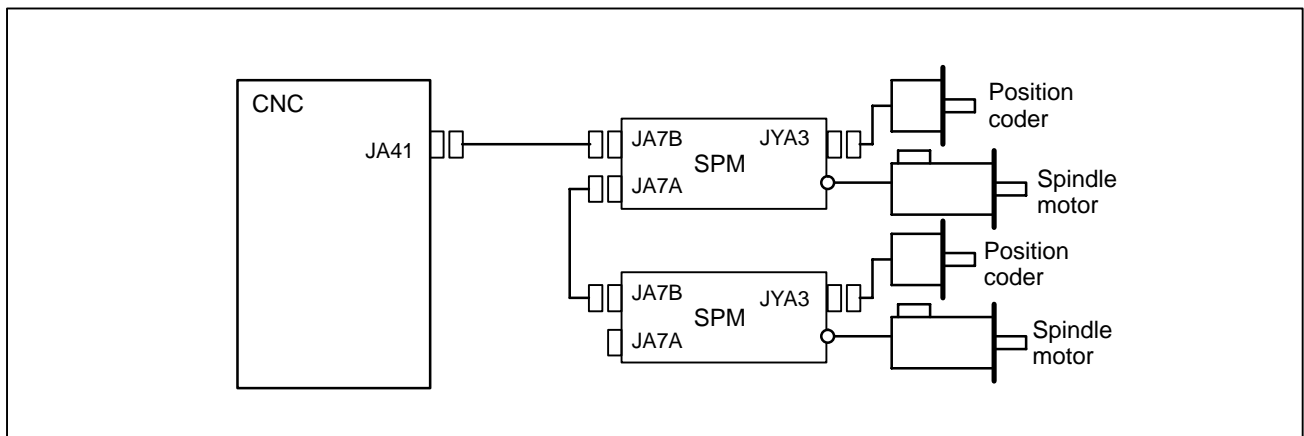 CNC
JA41
JA7B
JYA3
SPM
JA7A
Position
coder
Spindle
motor
JA7B
JYA3
SPM
JA7A
Position
coder
Spindle
motor